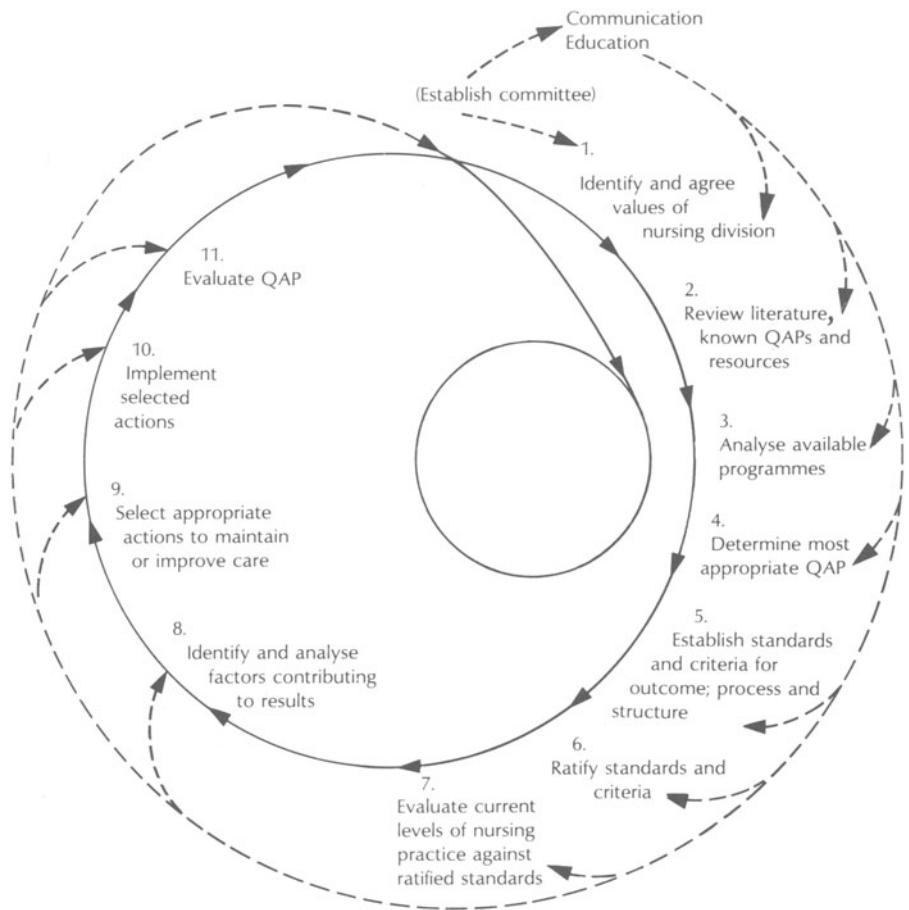 Communication
Education
(Establish committee)
1.
Identify and agree
values of
nursing division
2.
Review literature,
known QAPs and
resources
3.
Analyse available
programmes
4.
Determine most
appropriate QAP
5.
Establish standards
and criteria for
outcome; process and
structure
6.
Ratify standards and
criteria
7.
Evaluate current
levels of nursing
practice against
ratified standards
8.
Identify and analyse
factors contributing
to results
9.
Select appropriate
actions to maintain
or improve care
10.
Implement
selected
actions
11.
Evaluate QAP